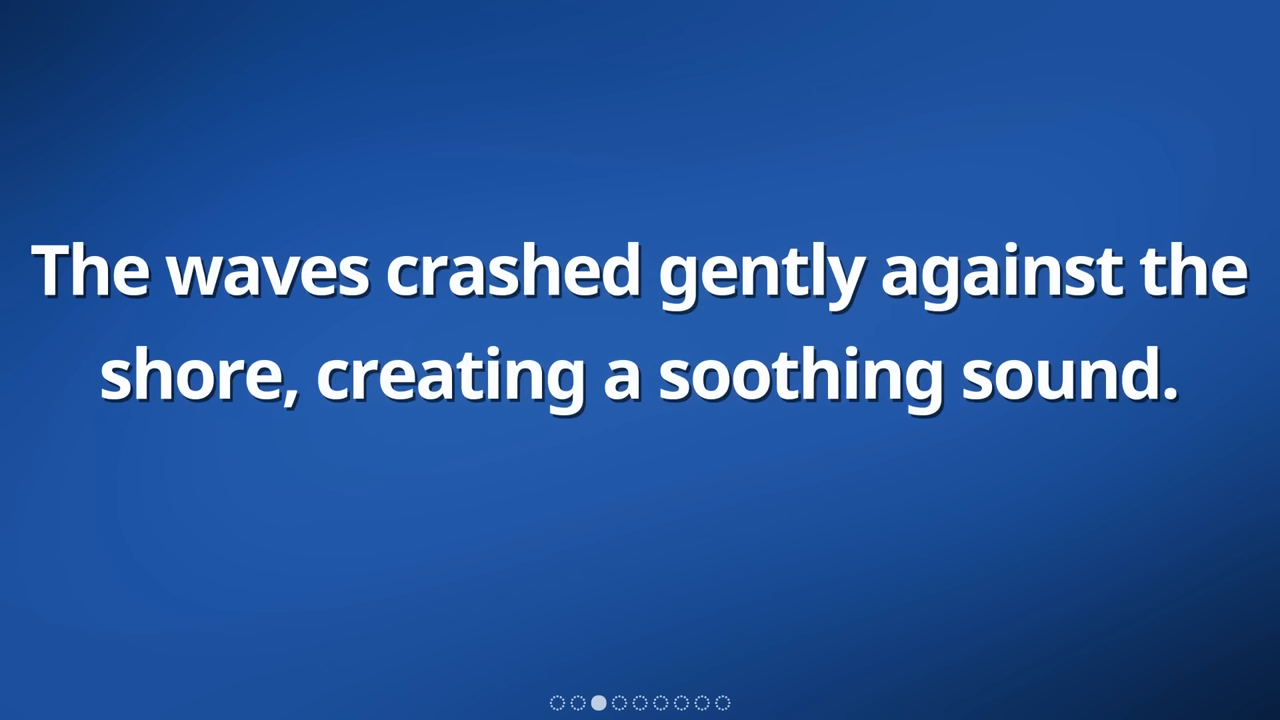 The waves crashed gently against the
shore, creating a soothing sound.